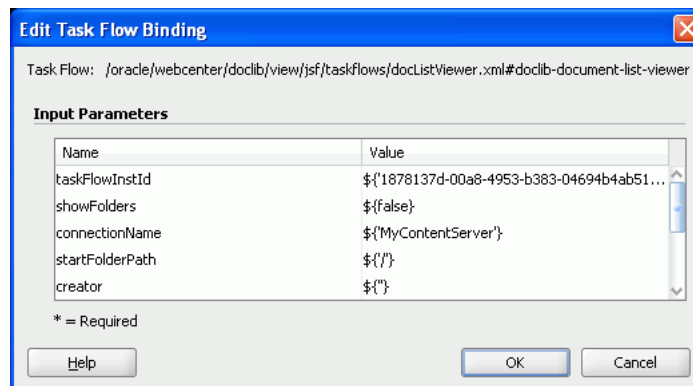 Edit Task Flow Binding
Task Flow: /oracle/webcenter/doclib/view/jsf/taskflows/docListViewer.xml#doclib-document-list-viewer
Input Parameters
Name Value
taskFlowInstId ${'1878137d-00a8-4953-b383-04694b4ab51...
showFolders ${false}
connectionName ${'MyContentServer'}
startFolderPath ${'/'}
creator ${''}
* = Required
Help OK Cancel